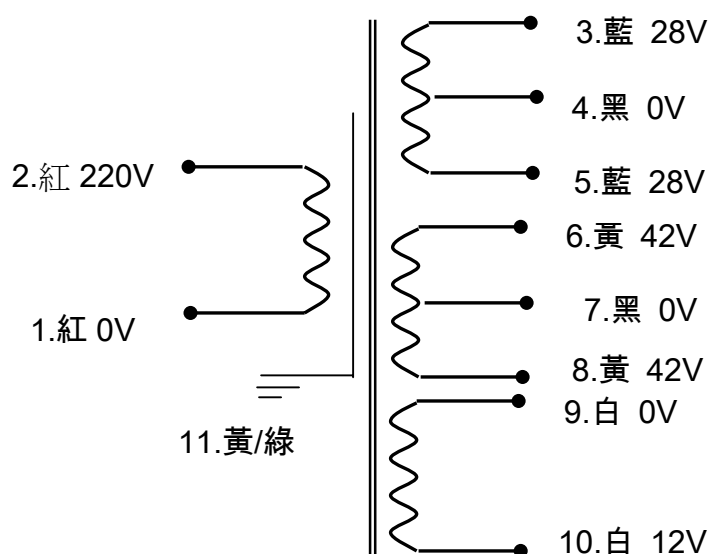 2.紅 220V
1.紅 0V
11.黃/綠
3.藍 28V
4.黑 0V
5.藍 28V
6.黃 42V
7.黑 0V
8.黃 42V
9.白 0V
10.白 12V